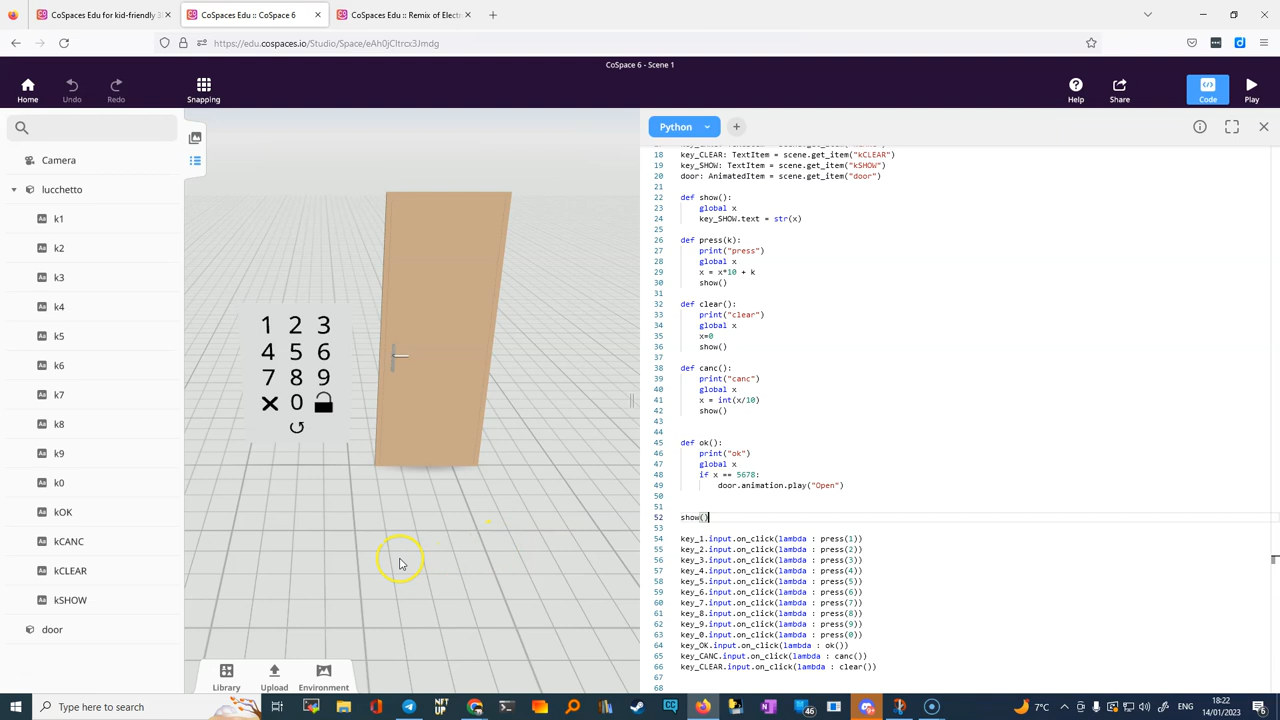 CoSpaces Edu for kid-friendly 3
CoSpaces Edu :: CoSpace 6
CoSpaces Edu :: Remix of Electr
https://edu.cospaces.io/Studio/Space/eAh0jCItrcx3Jmdg
CoSpace 6 - Scene 1
Home
Undo
Redo
Snapping
Help
Share
Code
Play
Camera
lucchetto
k1
k2
k3
k4
k5
k6
k7
k8
k9
k0
kOK
kCANC
kCLEAR
kSHOW
door
1 2 3
4 5 6
7 8 9
0
Library
Upload
Environment
Python
18 key_CLEAR: TextItem = scene.get_item("kCLEAR")
19 key_SHOW: TextItem = scene.get_item("kSHOW")
20 door: AnimatedItem = scene.get_item("door")
21
22 def show():
23 global x
24 key_SHOW.text = str(x)
25
26 def press(k):
27 print("press")
28 global x
29 x = x*10 + k
30 show()
31
32 def clear():
33 print("clear")
34 global x
35 x=0
36 show()
37
38 def canc():
39 print("canc")
40 global x
41 x = int(x/10)
42 show()
43
44
45 def ok():
46 print("ok")
47 global x
48 if x == 5678:
49 door.animation.play("Open")
50
51
52 show()
53
54 key_1.input.on_click(lambda : press(1))
55 key_2.input.on_click(lambda : press(2))
56 key_3.input.on_click(lambda : press(3))
57 key_4.input.on_click(lambda : press(4))
58 key_5.input.on_click(lambda : press(5))
59 key_6.input.on_click(lambda : press(6))
60 key_7.input.on_click(lambda : press(7))
61 key_8.input.on_click(lambda : press(8))
62 key_9.input.on_click(lambda : press(9))
63 key_0.input.on_click(lambda : press(0))
64 key_OK.input.on_click(lambda : ok())
65 key_CANC.input.on_click(lambda : canc())
66 key_CLEAR.input.on_click(lambda : clear())
67
68
Type here to search
NFT
UP
CC
46
7°C
18:22
14/01/2023